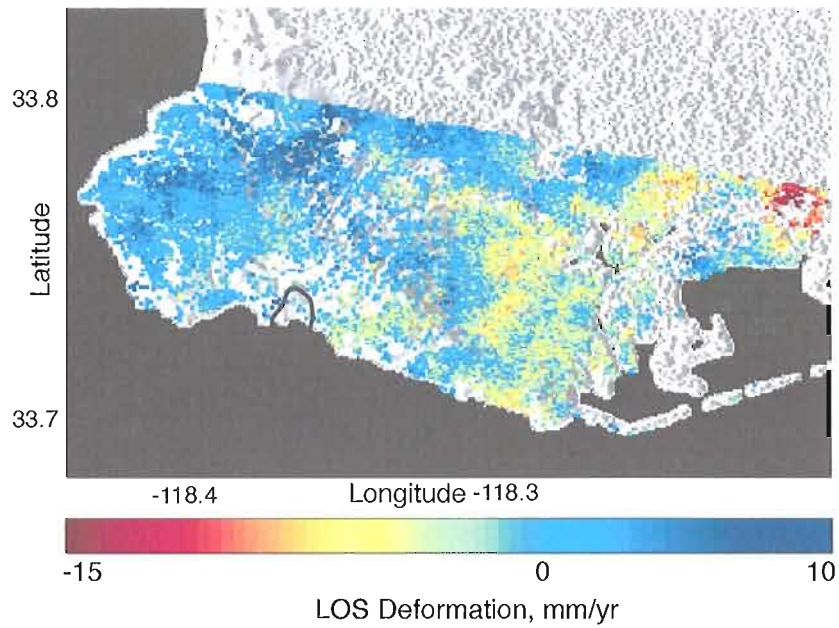 33.8
Latitude
33.7
-118.4
Longitude
-118.3
-15
0
10
LOS Deformation, mm/yr